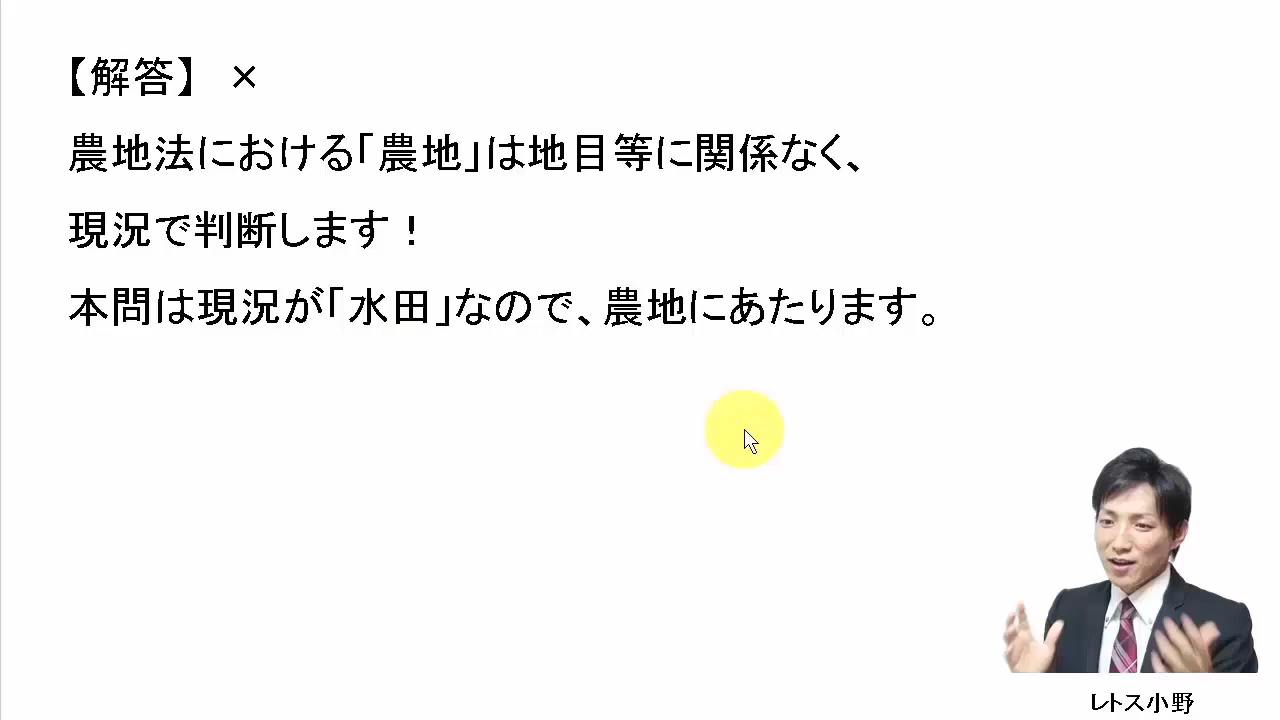 【解答】 ×
農地法における「農地」は地目等に関係なく、
現況で判断します！
本問は現況が「水田」なので、農地にあたります。
レトス小野